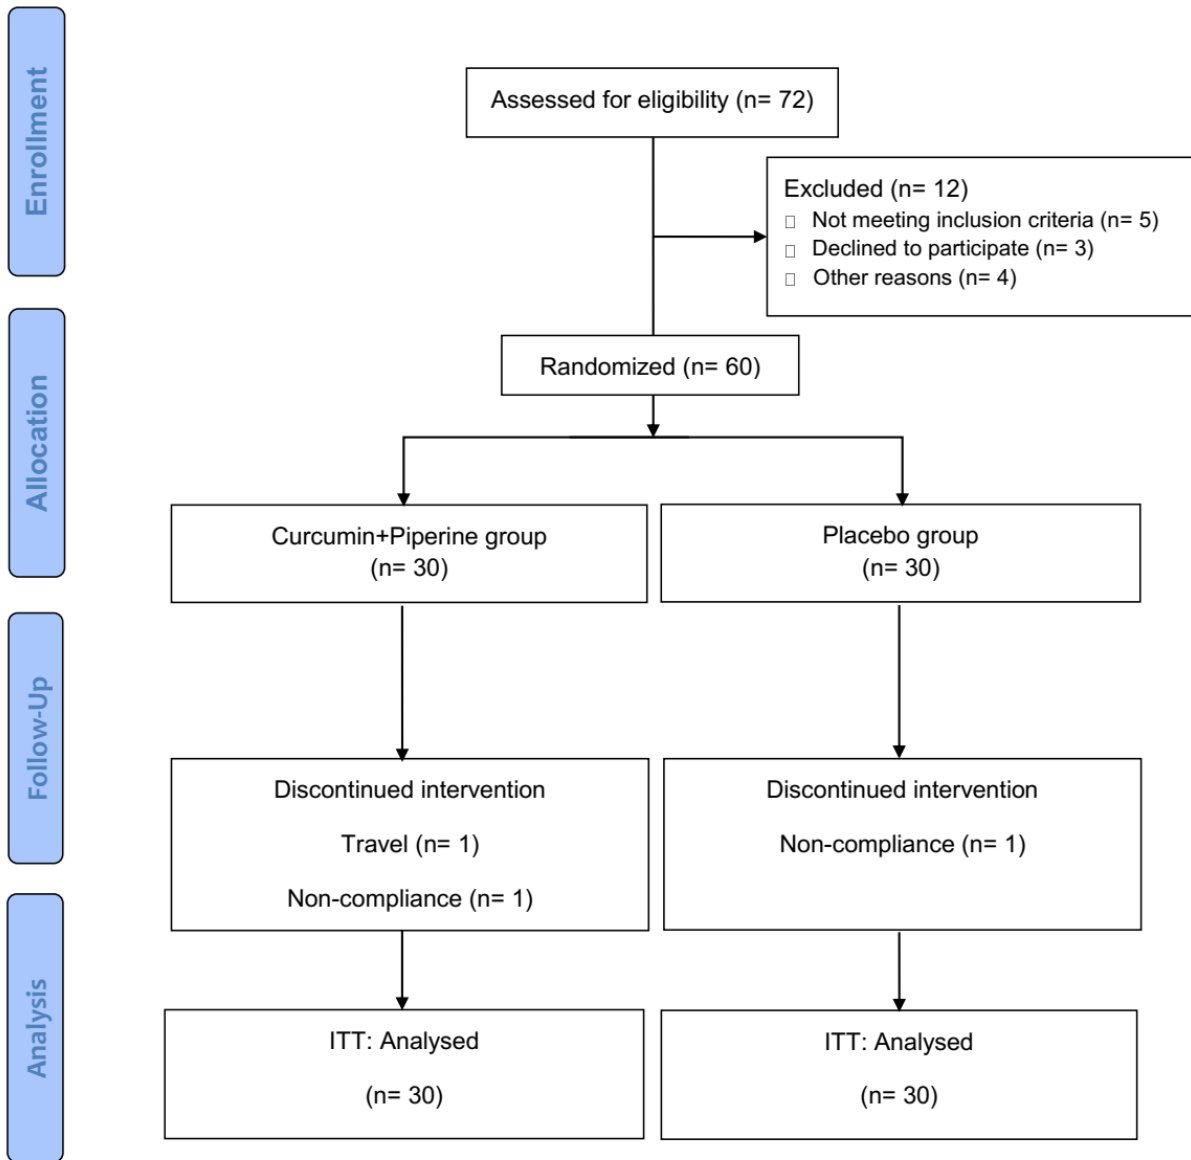 Enrollment
Assessed for eligibility (n= 72)
Excluded (n= 12)
Not meeting inclusion criteria (n= 5)
Declined to participate (n= 3)
Other reasons (n= 4)
Allocation
Randomized (n= 60)
Curcumin+Piperine group
(n= 30)
Placebo group
(n= 30)
Follow-Up
Discontinued intervention
Travel (n= 1)
Non-compliance (n= 1)
Discontinued intervention
Non-compliance (n= 1)
Analysis
ITT: Analysed
(n= 30)
ITT: Analysed
(n= 30)